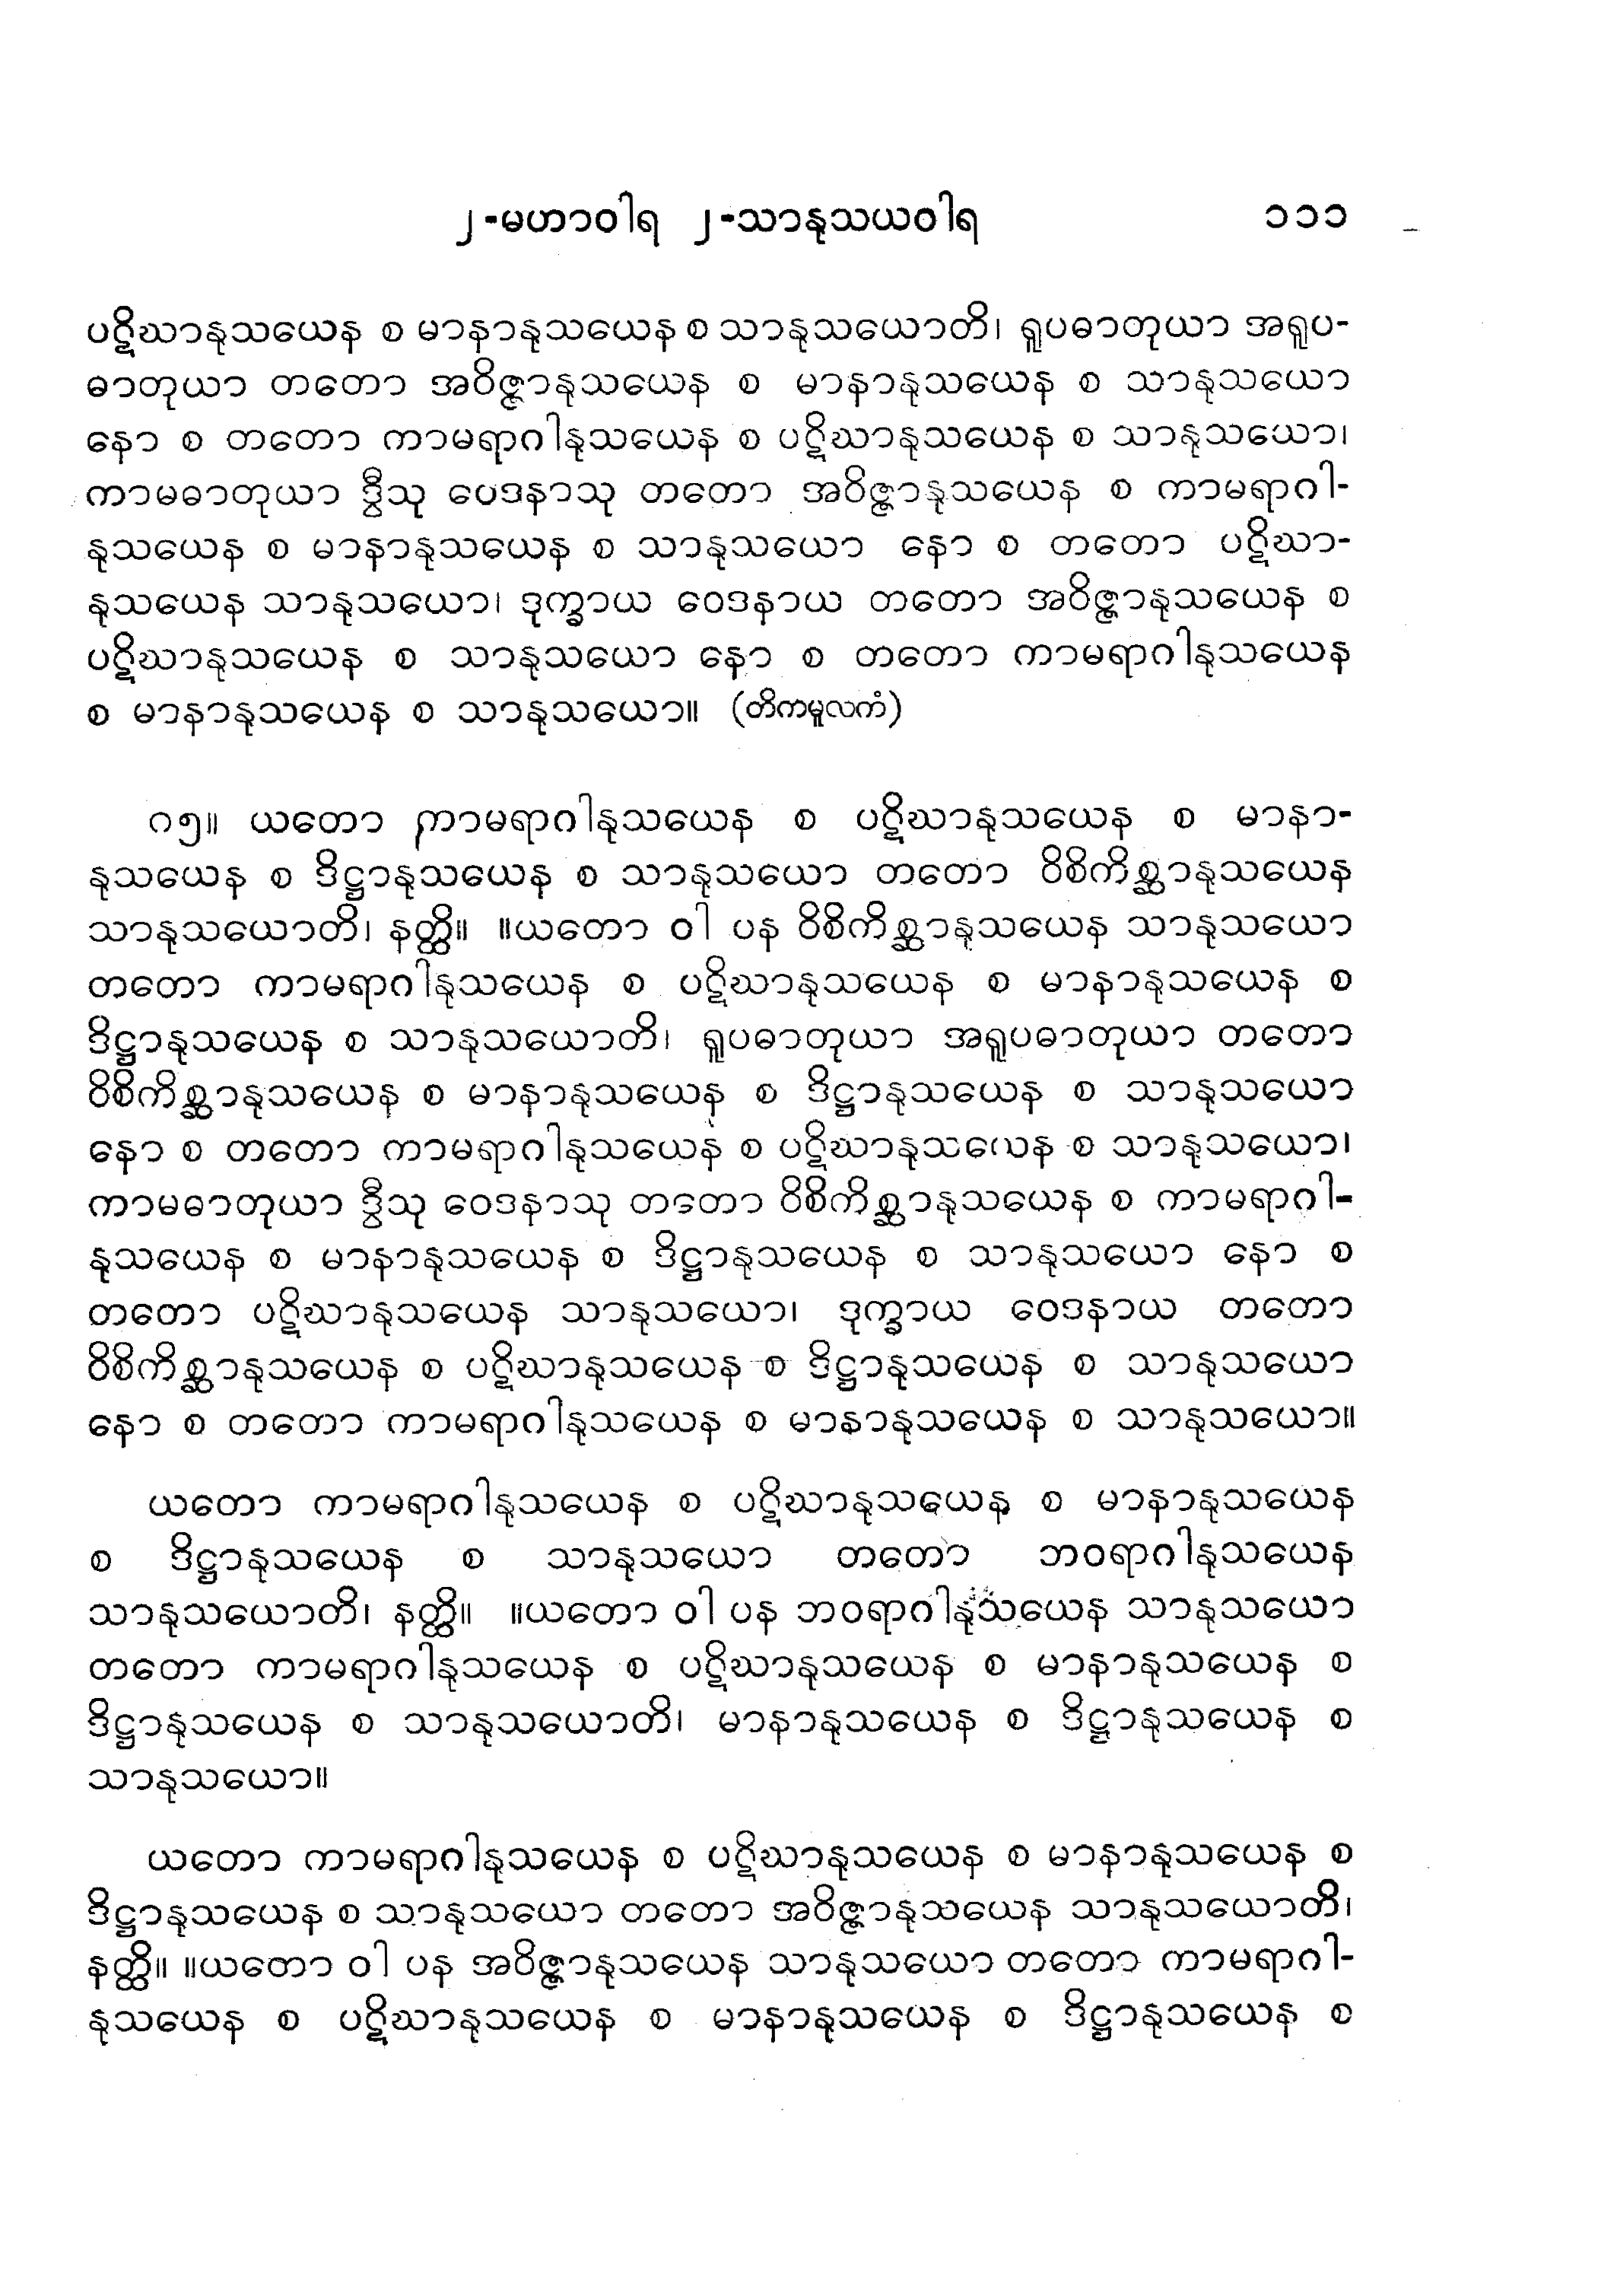 ၂-မဟာဝါရ ၂-သာနုသယဝါရ ၁၁၁
ပဋိဃာနုသယေန စ မာနာနုသယေန စ သာနုသယောတိ၊ ရူပဓာတုယာ အရူပ-
ဓာတုယာ တတော အဝိဇ္ဇာနုသယေန စ မာနာနုသယေန စ သာနုသယော
နော စ တတော ကာမရာဂါနုသယေန စ ပဋိဃာနုသယေန စ သာနုသယော၊
ကာမဓာတုယာ ဒွီသု ဝေဒနာသု တတော အဝိဇ္ဇာနုသယေန စ ကာမရာဂါ-
နုသယေန စ မာနာနုသယေန စ သာနုသယော နော စ တတော ပဋိဃာ-
နုသယေန သာနုသယော၊ ဒုက္ခာယ ဝေဒနာယ တတော အဝိဇ္ဇာနုသယေန စ
ပဋိဃာနုသယေန စ သာနုသယော နော စ တတော ကာမရာဂါနုသယေန
စ မာနာနုသယေန စ သာနုသယော။ (တိကမူလကံ)
၈၅။ ယတော ကာမရာဂါနုသယေန စ ပဋိဃာနုသယေန စ မာနာ-
နုသယေန စ ဒိဋ္ဌာနုသယေန စ သာနုသယော တတော ဝိစိကိစ္ဆာနုသယေန
သာနုသယောတိ၊ နတ္ထိ။ ။ယတော ဝါ ပန ဝိစိကိစ္ဆာနုသယေန သာနုသယော
တတော ကာမရာဂါနုသယေန စ ပဋိဃာနုသယေန စ မာနာနုသယေန စ
ဒိဋ္ဌာနုသယေန စ သာနုသယောတိ၊ ရူပဓာတုယာ အရူပဓာတုယာ တတော
ဝိစိကိစ္ဆာနုသယေန စ မာနာနုသယေန စ ဒိဋ္ဌာနုသယေန စ သာနုသယော
နော စ တတော ကာမရာဂါနုသယေန စ ပဋိဃာနုသယေန စ သာနုသယော၊
ကာမဓာတုယာ ဒွီသု ဝေဒနာသု တတော ဝိစိကိစ္ဆာနုသယေန စ ကာမရာဂါ-
နုသယေန စ မာနာနုသယေန စ ဒိဋ္ဌာနုသယေန စ သာနုသယော နော စ
တတော ပဋိဃာနုသယေန သာနုသယော၊ ဒုက္ခာယ ဝေဒနာယ တတော
ဝိစိကိစ္ဆာနုသယေန စ ပဋိဃာနုသယေန စ ဒိဋ္ဌာနုသယေန စ သာနုသယော
နော စ တတော ကာမရာဂါနုသယေန စ မာနာနုသယေန စ သာနုသယော။
ယတော ကာမရာဂါနုသယေန စ ပဋိဃာနုသယေန စ မာနာနုသယေန
စ ဒိဋ္ဌာနုသယေန စ သာနုသယော တတော ဘဝရာဂါနုသယေန
သာနုသယောတိ၊ နတ္ထိ။ ။ယတော ဝါ ပန ဘဝရာဂါနုသယေန သာနုသယော
တတော ကာမရာဂါနုသယေန စ ပဋိဃာနုသယေန စ မာနာနုသယေန စ
ဒိဋ္ဌာနုသယေန စ သာနုသယောတိ၊ မာနာနုသယေန စ ဒိဋ္ဌာနုသယေန စ
သာနုသယော။
ယတော ကာမရာဂါနုသယေန စ ပဋိဃာနုသယေန စ မာနာနုသယေန စ
ဒိဋ္ဌာနုသယေန စ သာနုသယော တတော အဝိဇ္ဇာနုသယေန သာနုသယောတိ၊
နတ္ထိ။ ။ယတော ဝါ ပန အဝိဇ္ဇာနုသယေန သာနုသယော တတော ကာမရာဂါ-
နုသယေန စ ပဋိဃာနုသယေန စ မာနာနုသယေန စ ဒိဋ္ဌာနုသယေန စ